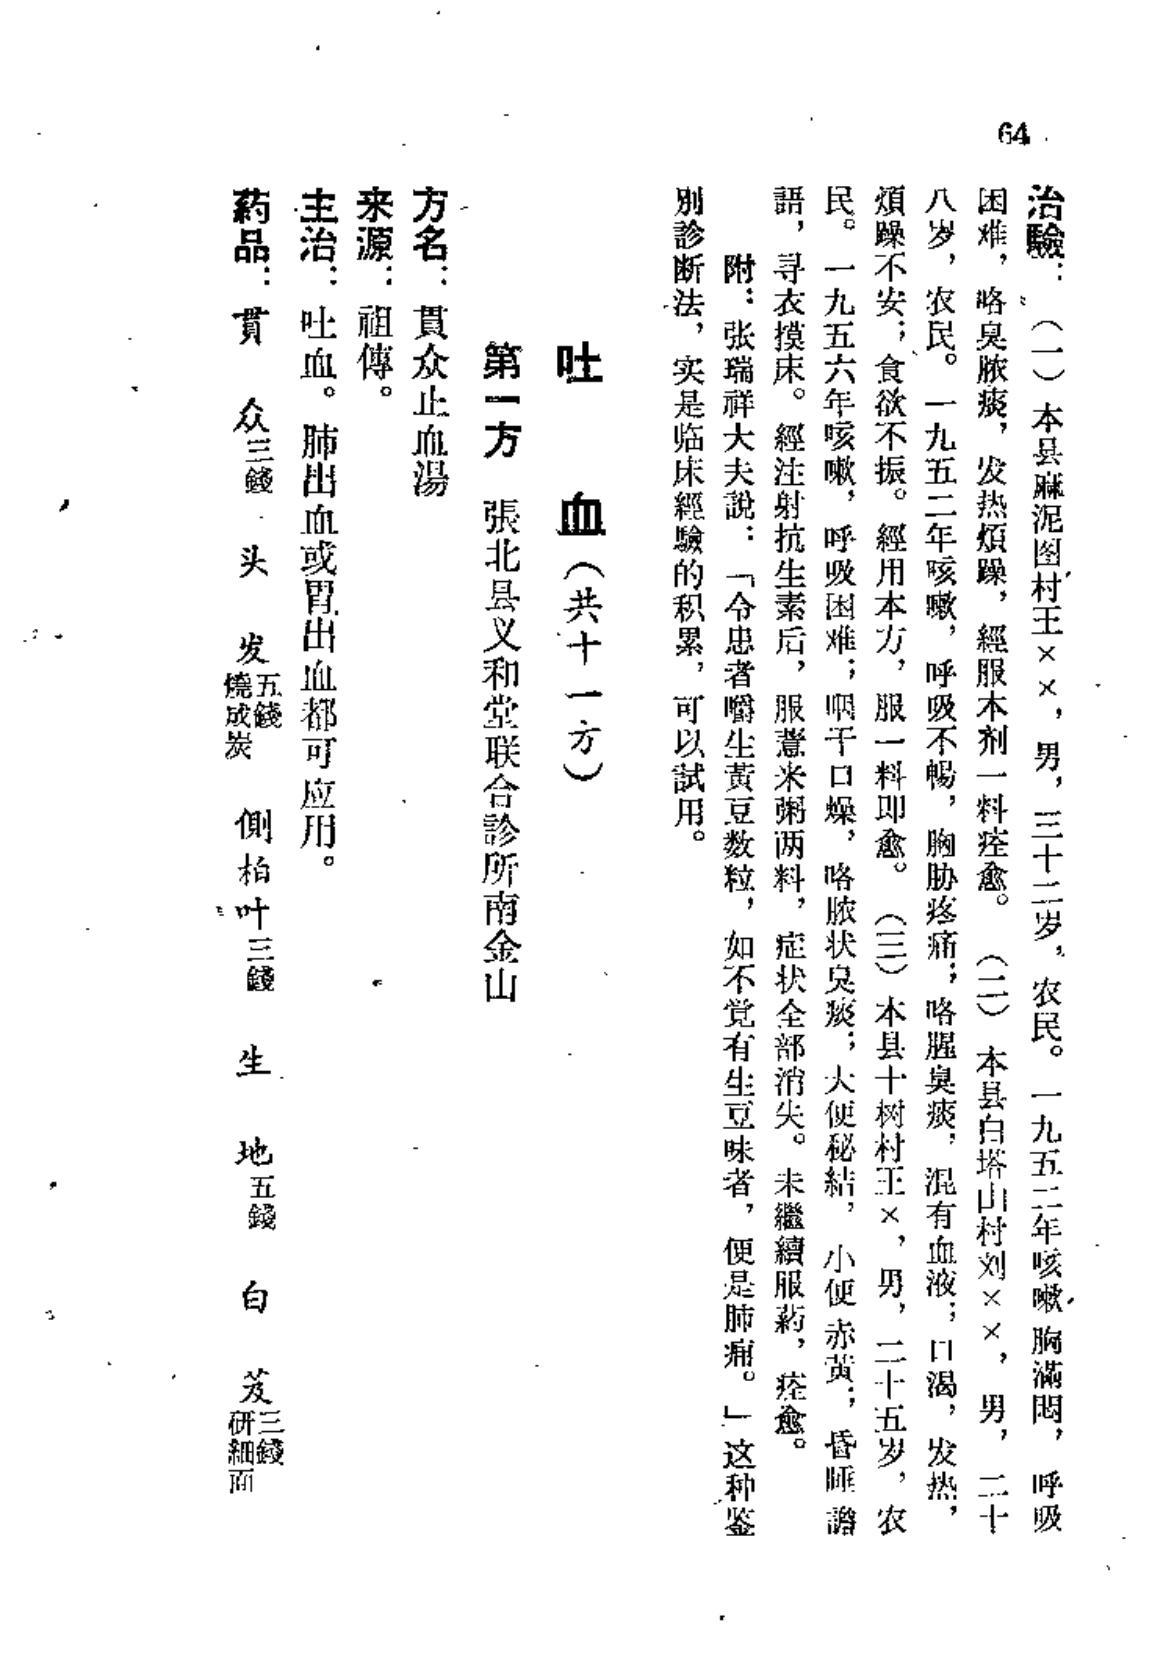 64
治驗：（一）本县麻泥图村王××，男，三十二岁，农民。一九五二年咳嗽胸滿悶，呼吸
困难，咯臭脓痰，发热煩躁，經服本剂一料痊愈。（二）本县白塔山村刘××，男，二十
八岁，农民。一九五二年咳嗽，呼吸不暢，胸胁疼痛；咯腥臭痰，混有血液；口渴，发热，
煩躁不安；食欲不振。經用本方，服一料即愈。（三）本县十树村王×，男，二十五岁，农
民。一九五六年咳嗽，呼吸困难；咽干口燥，咯脓状臭痰；大便秘結，小便赤黃；昏睡譫
語，寻衣摸床。經注射抗生素后，服薏米粥两料，症状全部消失。未繼續服葯，痊愈。
附：张瑞祥大夫說：「令患者嚼生黃豆数粒，如不觉有生豆味者，便是肺痈。」这种鉴
別診断法，实是临床經驗的积累，可以試用。
吐血（共十一方）
第一方 張北县义和堂联合診所南金山
方名：貫众止血湯
来源：祖傳。
主治：吐血。肺出血或胃出血都可应用。
葯品：貫众三錢 头发五錢燒成炭 側柏叶三錢 生地五錢 白芨三錢研細面